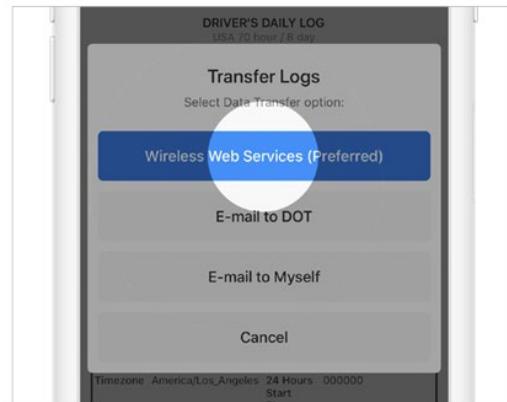 DRIVER'S DAILY LOG
USA 70 hour / 8 day
Transfer Logs
Select Data Transfer option:
Wireless Web Services (Preferred)
E-mail to DOT
E-mail to Myself
Cancel
Timezone America/Los_Angeles 24 Hours 000000
Start